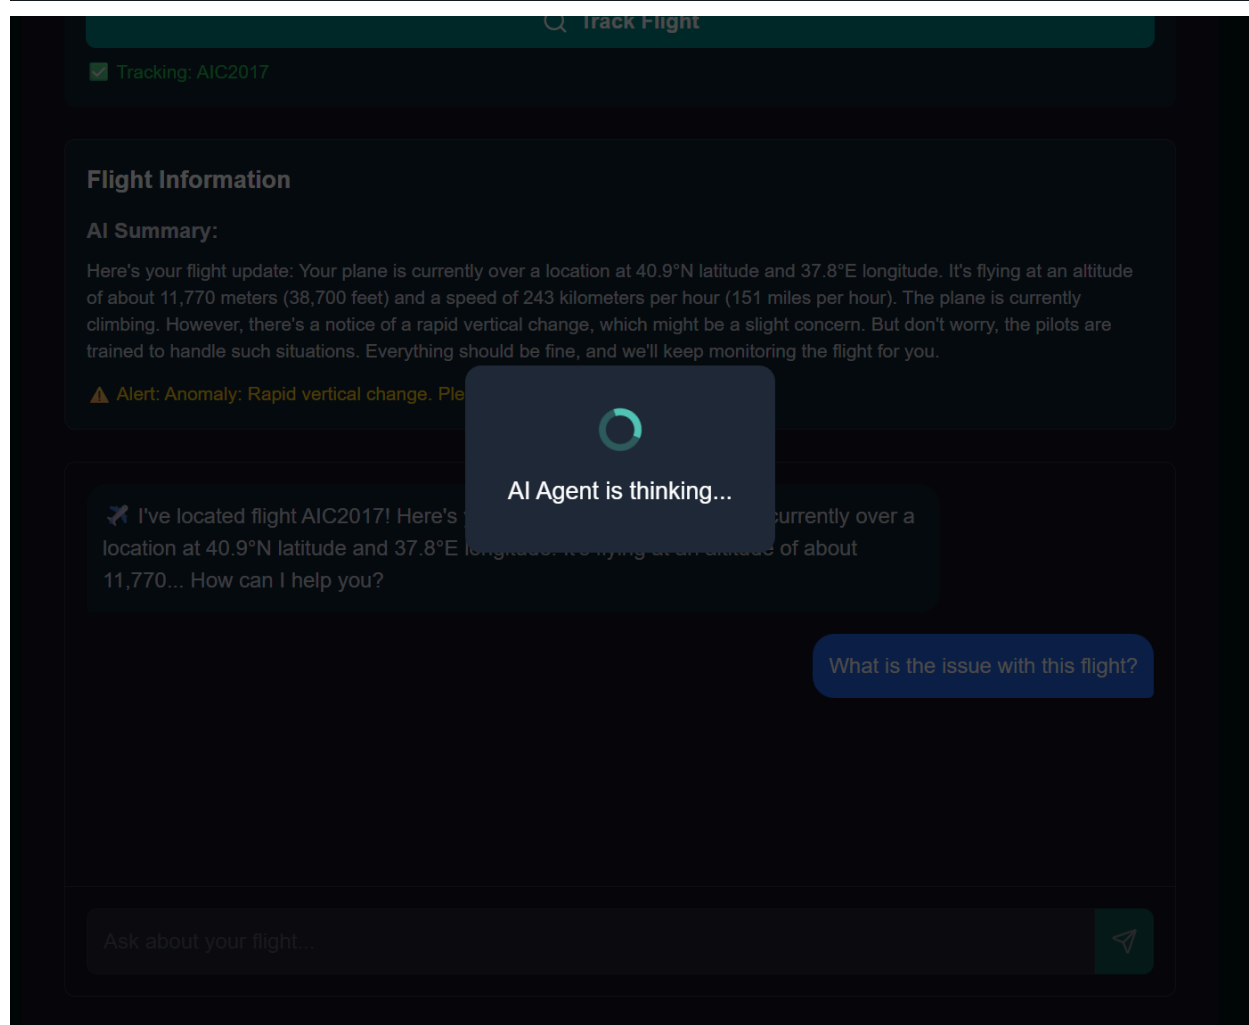 Track Flight
Tracking: AIC2017
Flight Information
AI Summary:
Here's your flight update: Your plane is currently over a location at 40.9°N latitude and 37.8°E longitude. It's flying at an altitude
of about 11,770 meters (38,700 feet) and a speed of 243 kilometers per hour (151 miles per hour). The plane is currently
climbing. However, there's a notice of a rapid vertical change, which might be a slight concern. But don't worry, the pilots are
trained to handle such situations. Everything should be fine, and we'll keep monitoring the flight for you.
Alert: Anomaly: Rapid vertical change.
AI Agent is thinking...
I've located flight AIC2017! Here's currently over a
location at 40.9°N latitude and 37.8°E longitude. It's flying at an altitude of about
11,770... How can I help you?
What is the issue with this flight?
Ask about your flight...